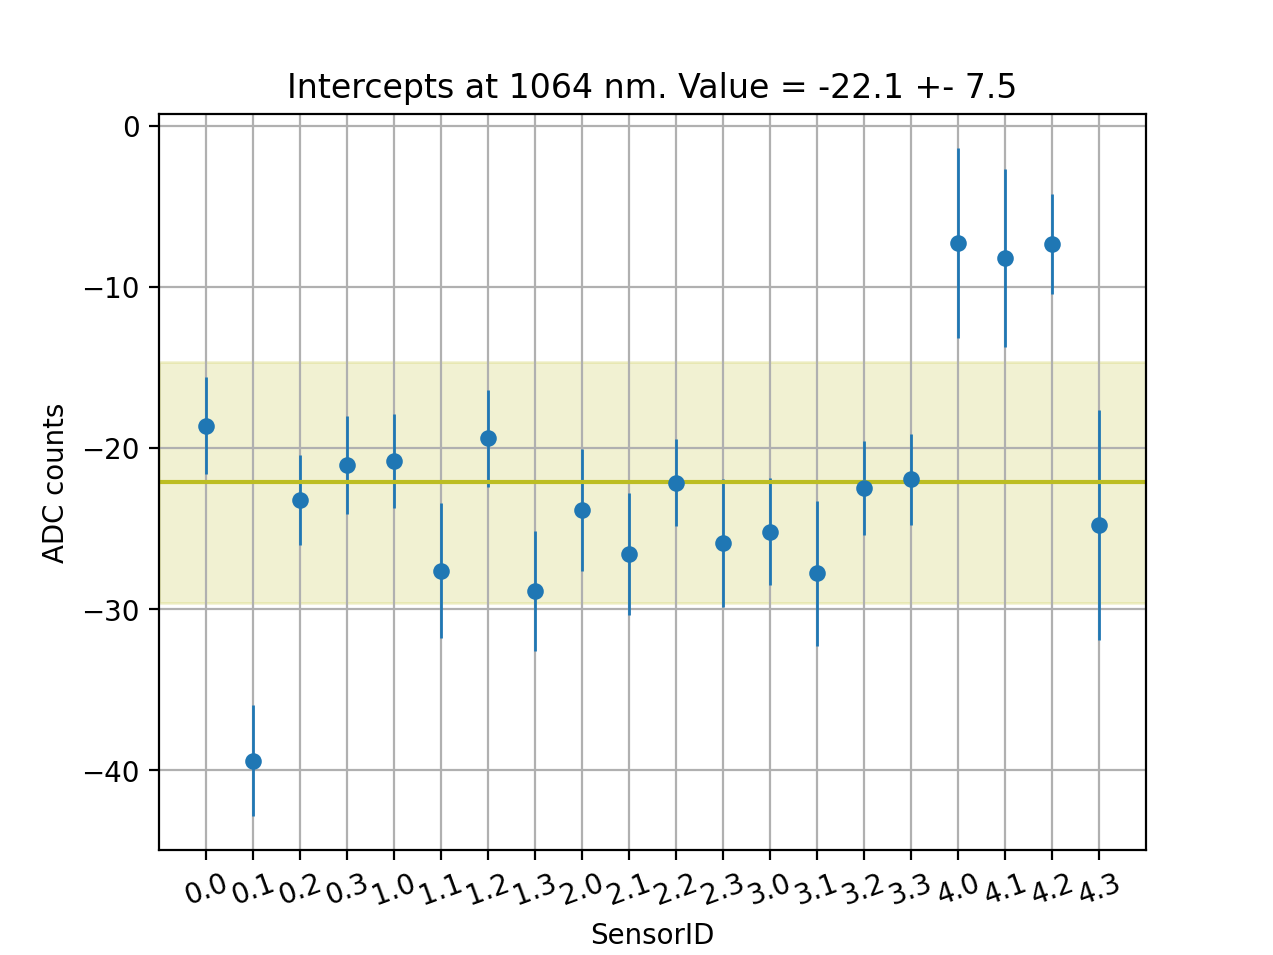 Intercepts at 1064 nm. Value = -22.1 +- 7.5
0
−10
−20
−30
−40
ADC counts
0.0 0.1 0.2 0.3 1.0 1.1 1.2 1.3 2.0 2.1 2.2 2.3 3.0 3.1 3.2 3.3 4.0 4.1 4.2 4.3
SensorID